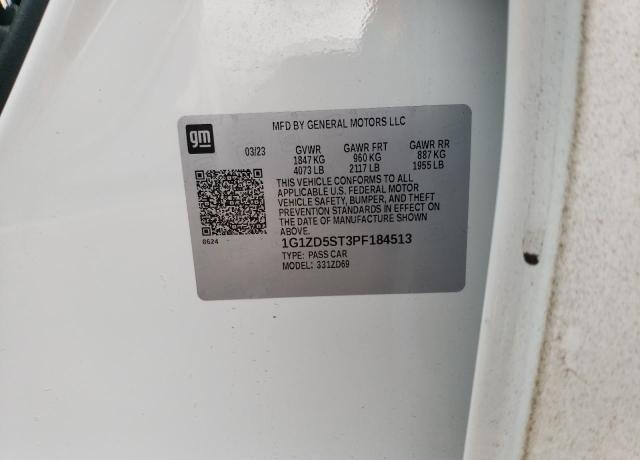 gm
MFD BY GENERAL MOTORS LLC
03/23 GVWR GAWR FRT GAWR RR
1847 KG 960 KG 887 KG
4073 LB 2117 LB 1955 LB
THIS VEHICLE CONFORMS TO ALL
APPLICABLE U.S. FEDERAL MOTOR
VEHICLE SAFETY, BUMPER, AND THEFT
PREVENTION STANDARDS IN EFFECT ON
THE DATE OF MANUFACTURE SHOWN
ABOVE.
0624
1G1ZD5ST3PF184513
TYPE: PASS CAR
MODEL: 331ZD69